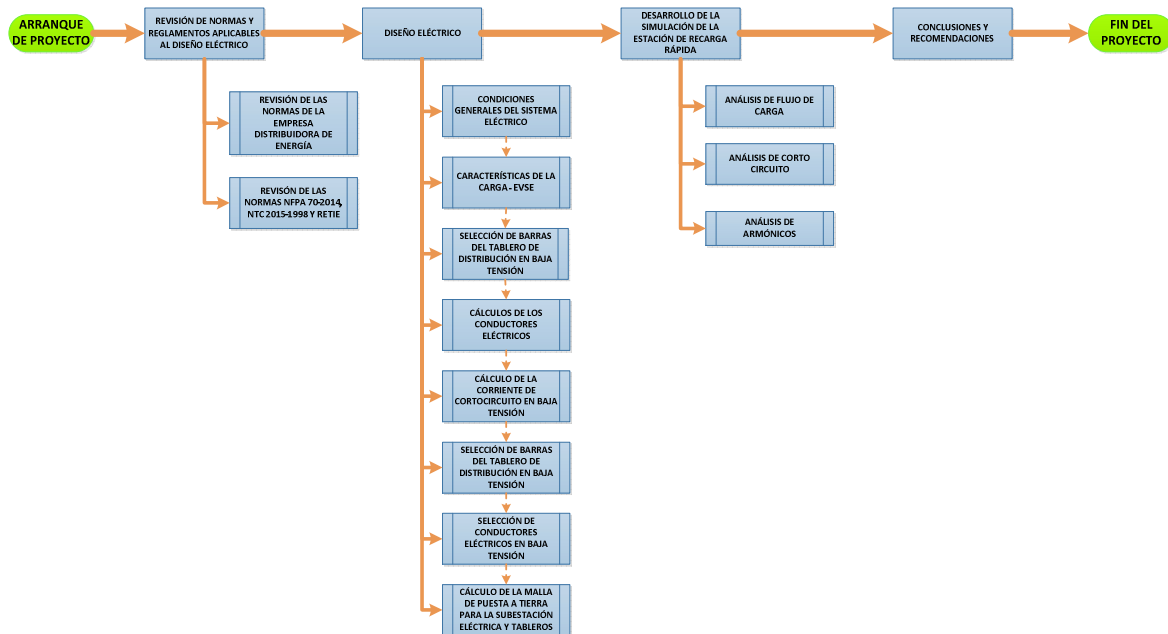 ARRANQUE
DE PROYECTO
REVISIÓN DE NORMAS Y
REGLAMENTOS APLICABLES
AL DISEÑO ELÉCTRICO
DISEÑO ELÉCTRICO
DESARROLLO DE LA
SIMULACIÓN DE LA
ESTACIÓN DE RECARGA
RÁPIDA
CONCLUSIONES Y
RECOMENDACIONES
FIN DEL
PROYECTO
REVISIÓN DE LAS
NORMAS DE LA
EMPRESA
DISTRIBUIDORA DE
ENERGÍA
REVISÓN DE LAS
NORMAS NFPA 70-2014,
NTC 2015-1998 Y RETIE
CONDICIONES
GENERALES DEL SISTEMA
ELÉCTRICO
CARACTERÍSTICAS DE LA
CARGA - EVSE
SELECCIÓN DE BARRAS
DEL TABLERO DE
DISTRIBUCIÓN EN BAJA
TENSIÓN
CÁLCULOS DE LOS
CONDUCTORES
ELÉCTRICOS
CÁLCULO DE LA
CORRIENTE DE
CORTOCIRCUITO EN BAJA
TENSIÓN
SELECCIÓN DE BARRAS
DEL TABLERO DE
DISTRIBUCIÓN EN BAJA
TENSIÓN
SELECCIÓN DE
CONDUCTORES
ELÉCTRICOS EN BAJA
TENSIÓN
CÁLCULO DE LA MALLA
DE PUESTA A TIERRA
PARA LA SUBESTACIÓN
ELÉCTRICA Y TABLEROS
ANÁLISIS DE FLUJO DE
CARGA
ANÁLISIS DE CORTO
CIRCUITO
ANÁLISIS DE
ARMÓNICOS